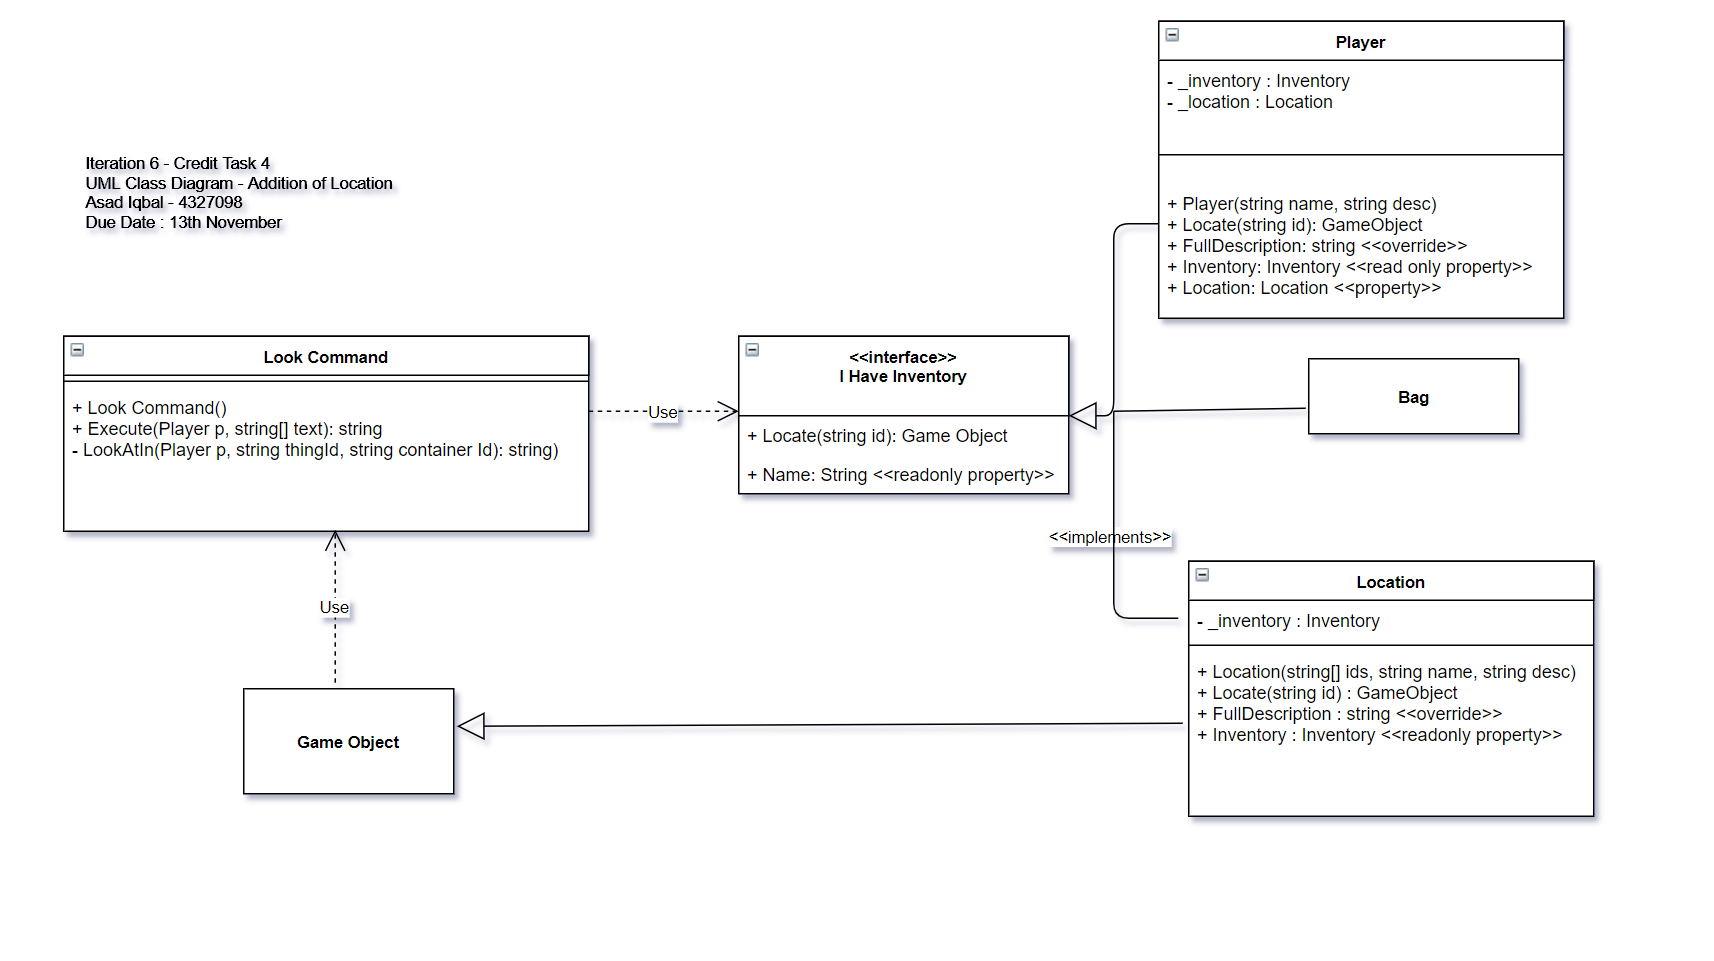 Player
- _inventory : Inventory
- _location : Location
+ Player(string name, string desc)
+ Locate(string id): GameObject
+ FullDescription: string <<override>>
+ Inventory: Inventory <<read only property>>
+ Location: Location <<property>>
Iteration 6 - Credit Task 4
UML Class Diagram - Addition of Location
Asad Iqbal - 4327098
Due Date : 13th November
Look Command
+ Look Command()
+ Execute(Player p, string[] text): string
- LookAtIn(Player p, string thingId, string container Id): string)
Use
<<interface>>
I Have Inventory
+ Locate(string id): Game Object
+ Name: String <<readonly property>>
Bag
<<implements>>
Location
- _inventory : Inventory
+ Location(string[] ids, string name, string desc)
+ Locate(string id) : GameObject
+ FullDescription : string <<override>>
+ Inventory : Inventory <<readonly property>>
Use
Game Object